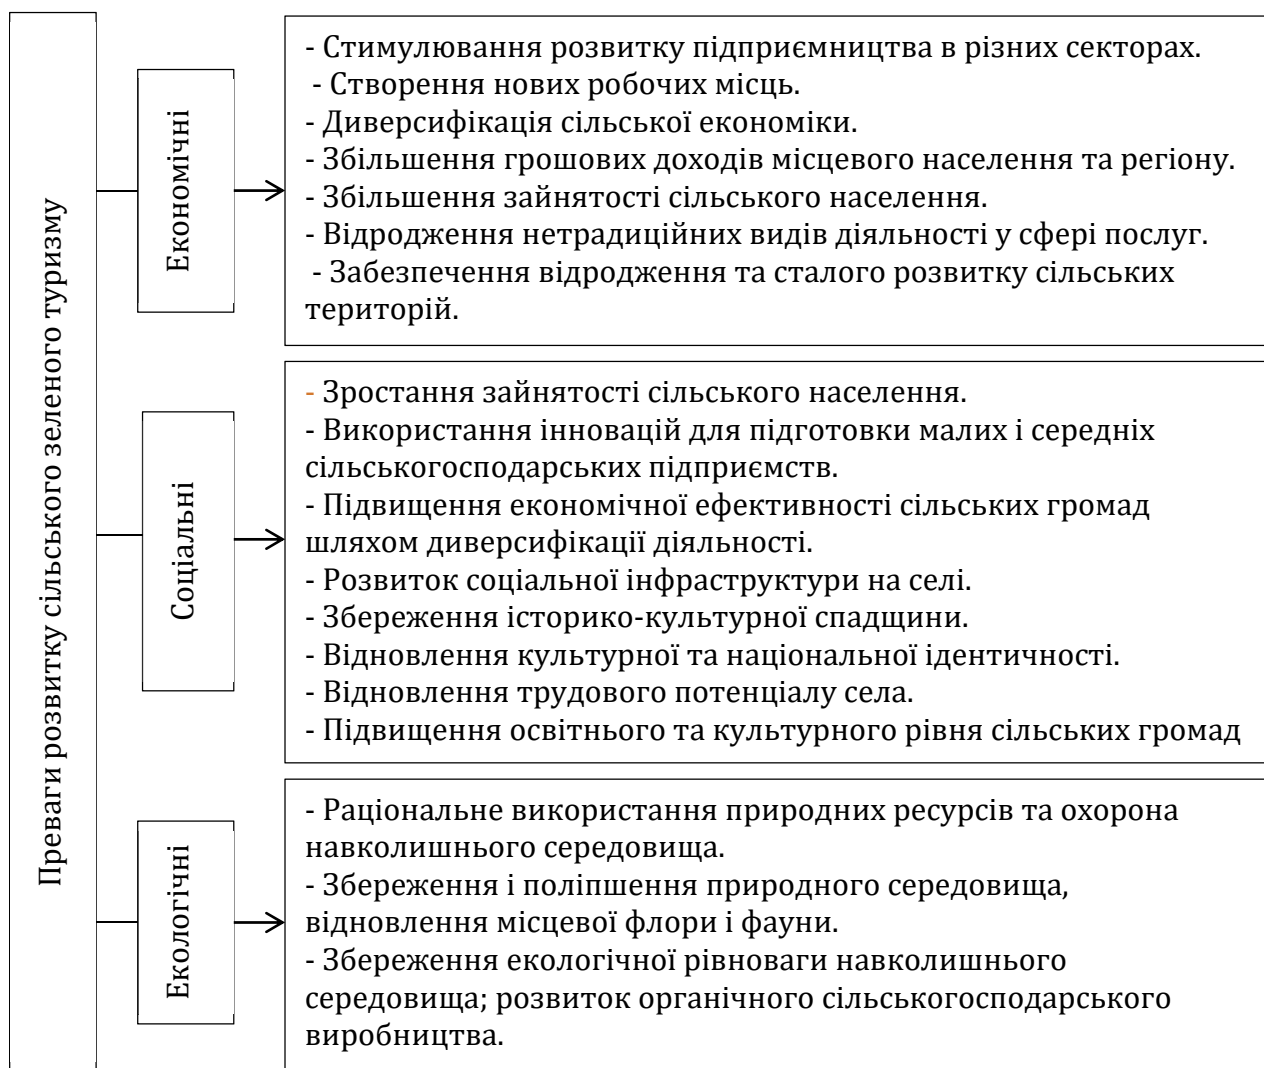 Преваги розвитку сільського зеленого туризму
Економічні
- Стимулювання розвитку підприємництва в різних секторах.
- Створення нових робочих місць.
- Диверсифікація сільської економіки.
- Збільшення грошових доходів місцевого населення та регіону.
- Збільшення зайнятості сільського населення.
- Відродження нетрадиційних видів діяльності у сфері послуг.
- Забезпечення відродження та сталого розвитку сільських
територій.
Соціальні
- Зростання зайнятості сільського населення.
- Використання інновацій для підготовки малих і середніх
сільськогосподарських підприємств.
- Підвищення економічної ефективності сільських громад
шляхом диверсифікації діяльності.
- Розвиток соціальної інфраструктури на селі.
- Збереження історико-культурної спадщини.
- Відновлення культурної та національної ідентичності.
- Відновлення трудового потенціалу села.
- Підвищення освітнього та культурного рівня сільських громад
Екологічні
- Раціональне використання природних ресурсів та охорона
навколишнього середовища.
- Збереження і поліпшення природного середовища,
відновлення місцевої флори і фауни.
- Збереження екологічної рівноваги навколишнього
середовища; розвиток органічного сільськогосподарського
виробництва.